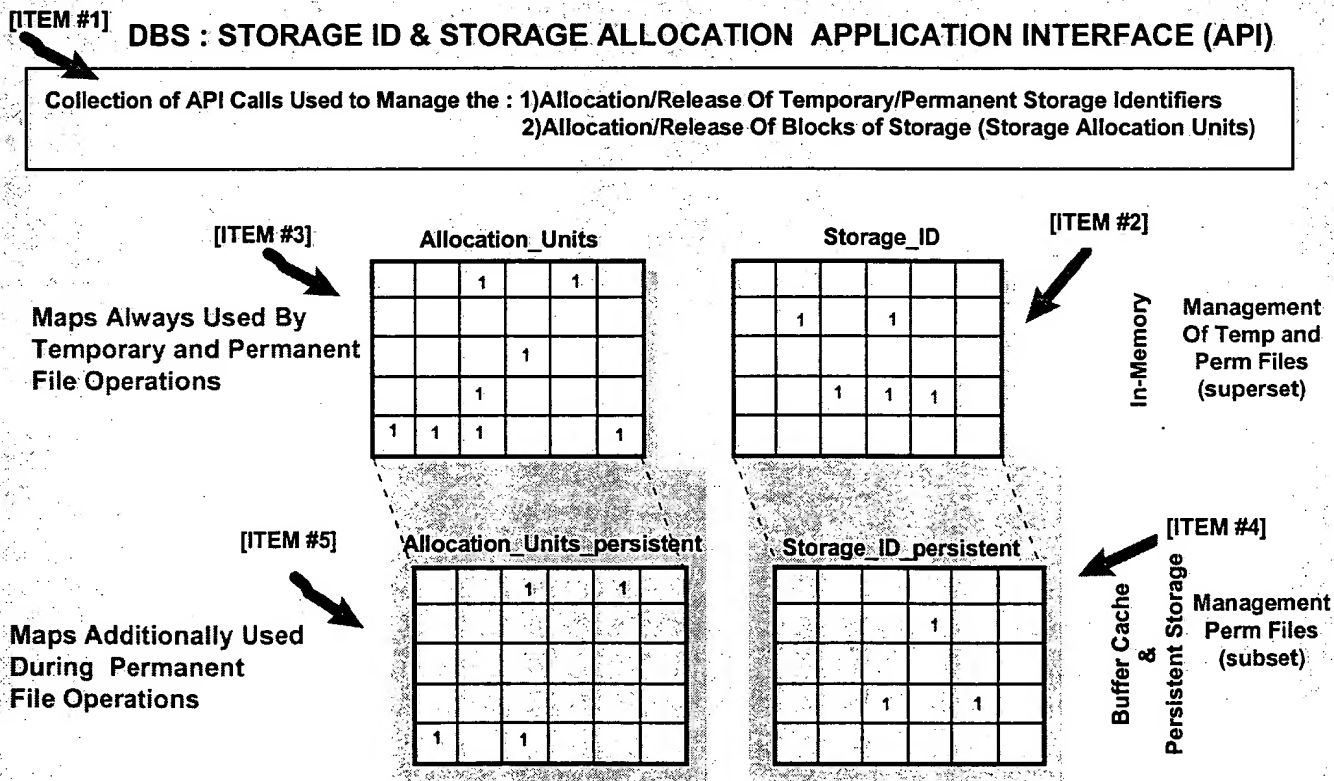 [ITEM #1]
DBS : STORAGE ID & STORAGE ALLOCATION APPLICATION INTERFACE (API)
Collection of API Calls Used to Manage the : 1)Allocation/Release Of Temporary/Permanent Storage Identifiers
2)Allocation/Release Of Blocks of Storage (Storage Allocation Units)
[ITEM #3]
Allocation_Units
Storage_ID
[ITEM #2]
Maps Always Used By
Temporary and Permanent
File Operations
1 1
1
1
1 1 1 1
1 1
1 1 1
In-Memory
Management
Of Temp and
Perm Files
(superset)
[ITEM #5]
Allocation_Units_persistent
Storage_ID_persistent
[ITEM #4]
Maps Additionally Used
During Permanent
File Operations
1 1
1 1
1
1 1
Buffer Cache
&
Persistent Storage
Management
Perm Files
(subset)